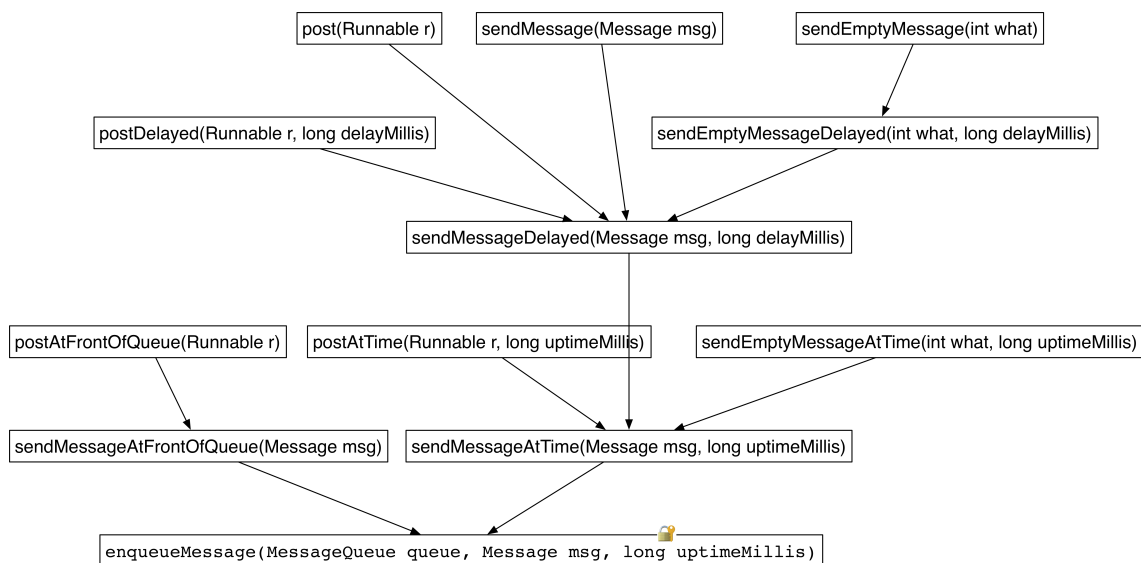 post(Runnable r)
sendMessage(Message msg)
sendEmptyMessage(int what)
postDelayed(Runnable r, long delayMillis)
sendEmptyMessageDelayed(int what, long delayMillis)
sendMessageDelayed(Message msg, long delayMillis)
postAtFrontOfQueue(Runnable r)
postAtTime(Runnable r, long uptimeMillis)
sendEmptyMessageAtTime(int what, long uptimeMillis)
sendMessageAtFrontOfQueue(Message msg)
sendMessageAtTime(Message msg, long uptimeMillis)
enqueueMessage(MessageQueue queue, Message msg, long uptimeMillis)